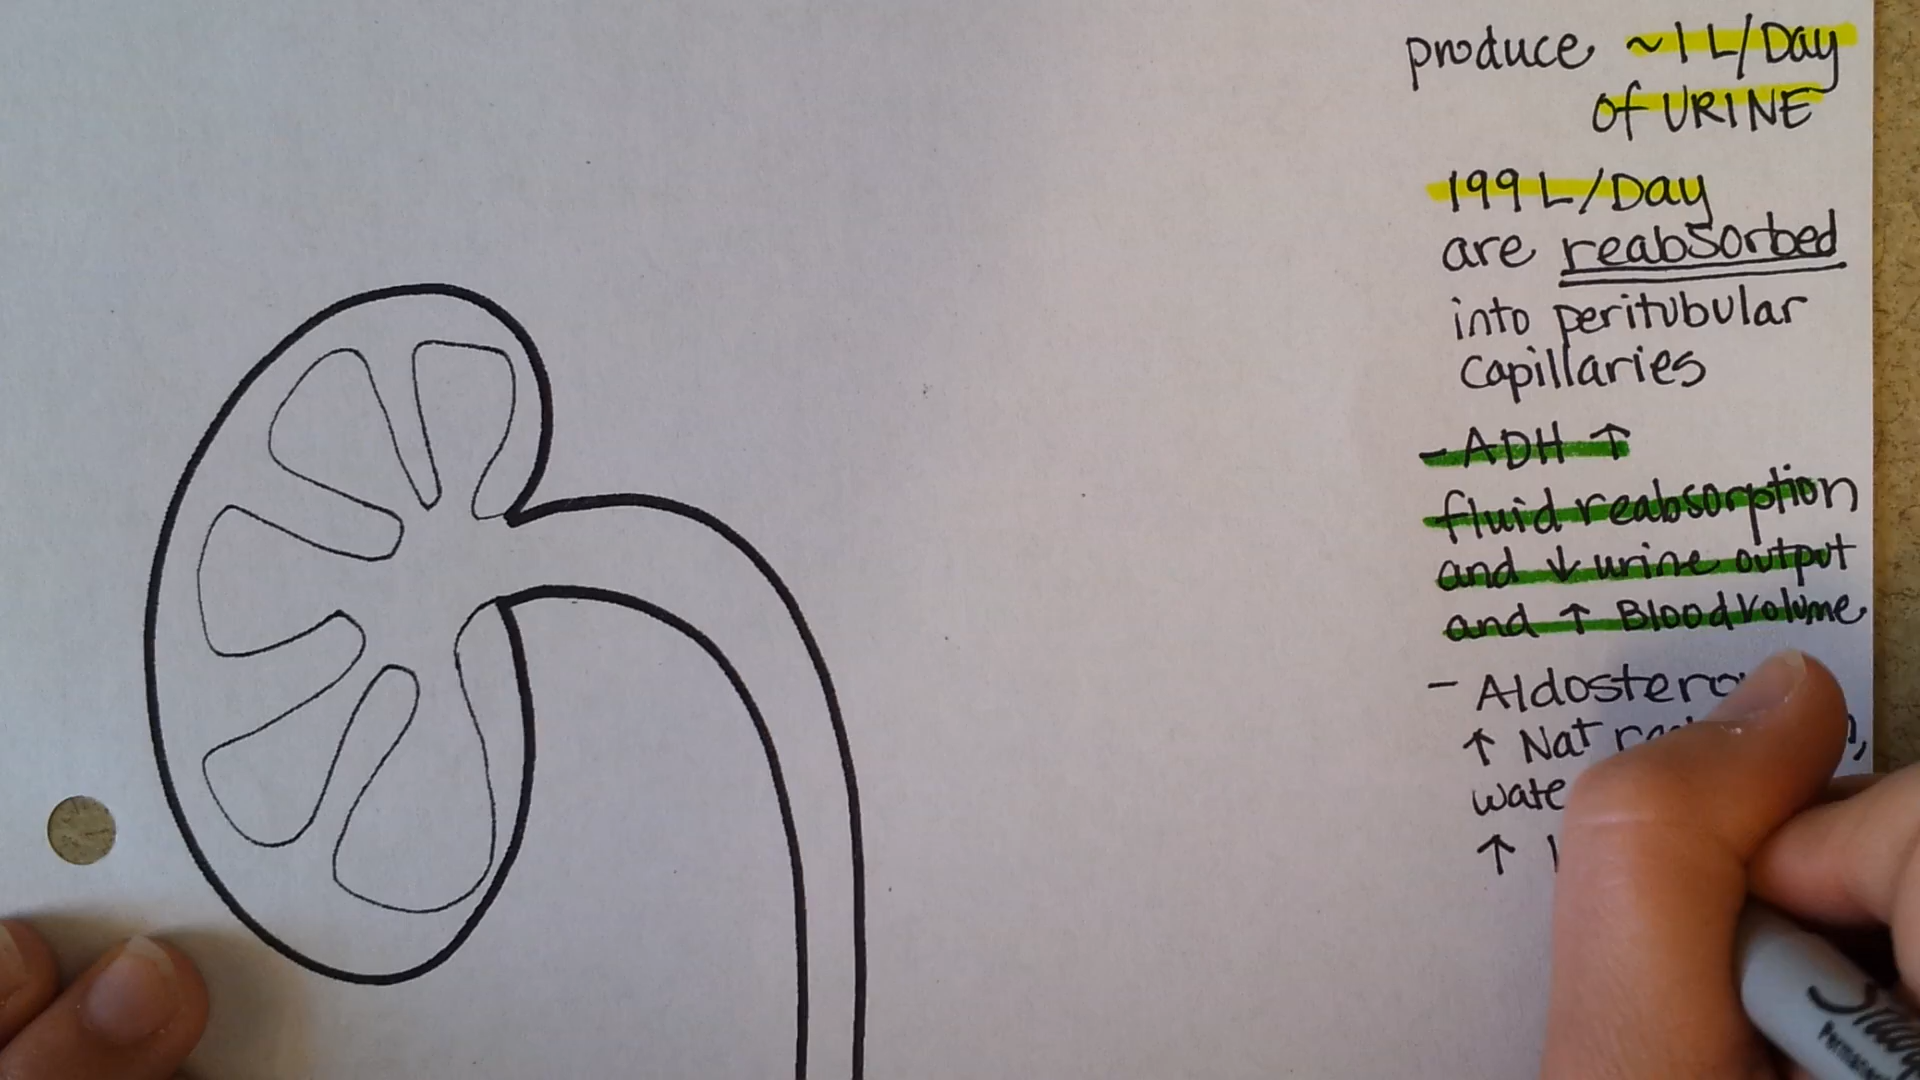 produce ~1 L/Day
of URINE
199 L/Day
are reabsorbed
into peritubular
capillaries
- ADH ↑
fluid reabsorption
and ↓ urine output
and ↑ Blood Volume
-
↑ Na+
↑